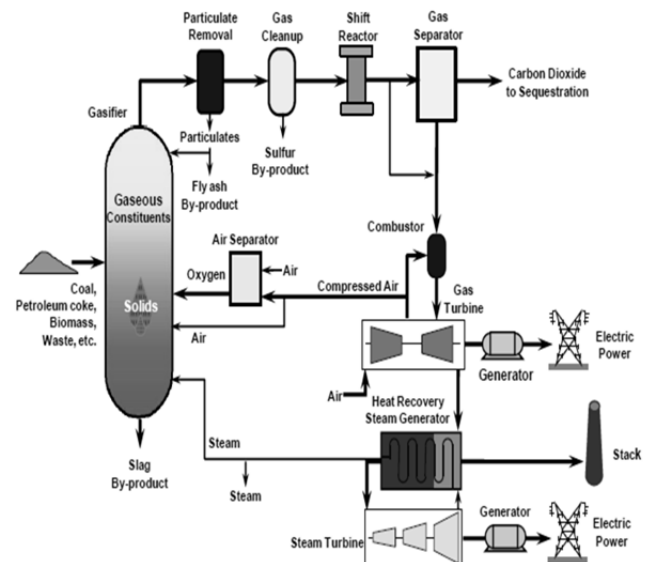 Particulate
Removal
Gas
Cleanup
Shift
Reactor
Gas
Separator
Carbon Dioxide
to Sequestration
Gasifier
Particulates
Fly ash
By-product
Sulfur
By-product
Gaseous
Constituents
Combustor
Air Separator
Oxygen
Air
Compressed Air
Gas
Turbine
Coal,
Petroleum coke,
Biomass,
Waste, etc.
Solids
Air
Electric
Power
Generator
Air
Heat Recovery
Steam Generator
Steam
Stack
Slag
By-product
Steam
Generator
Steam Turbine
Electric
Power